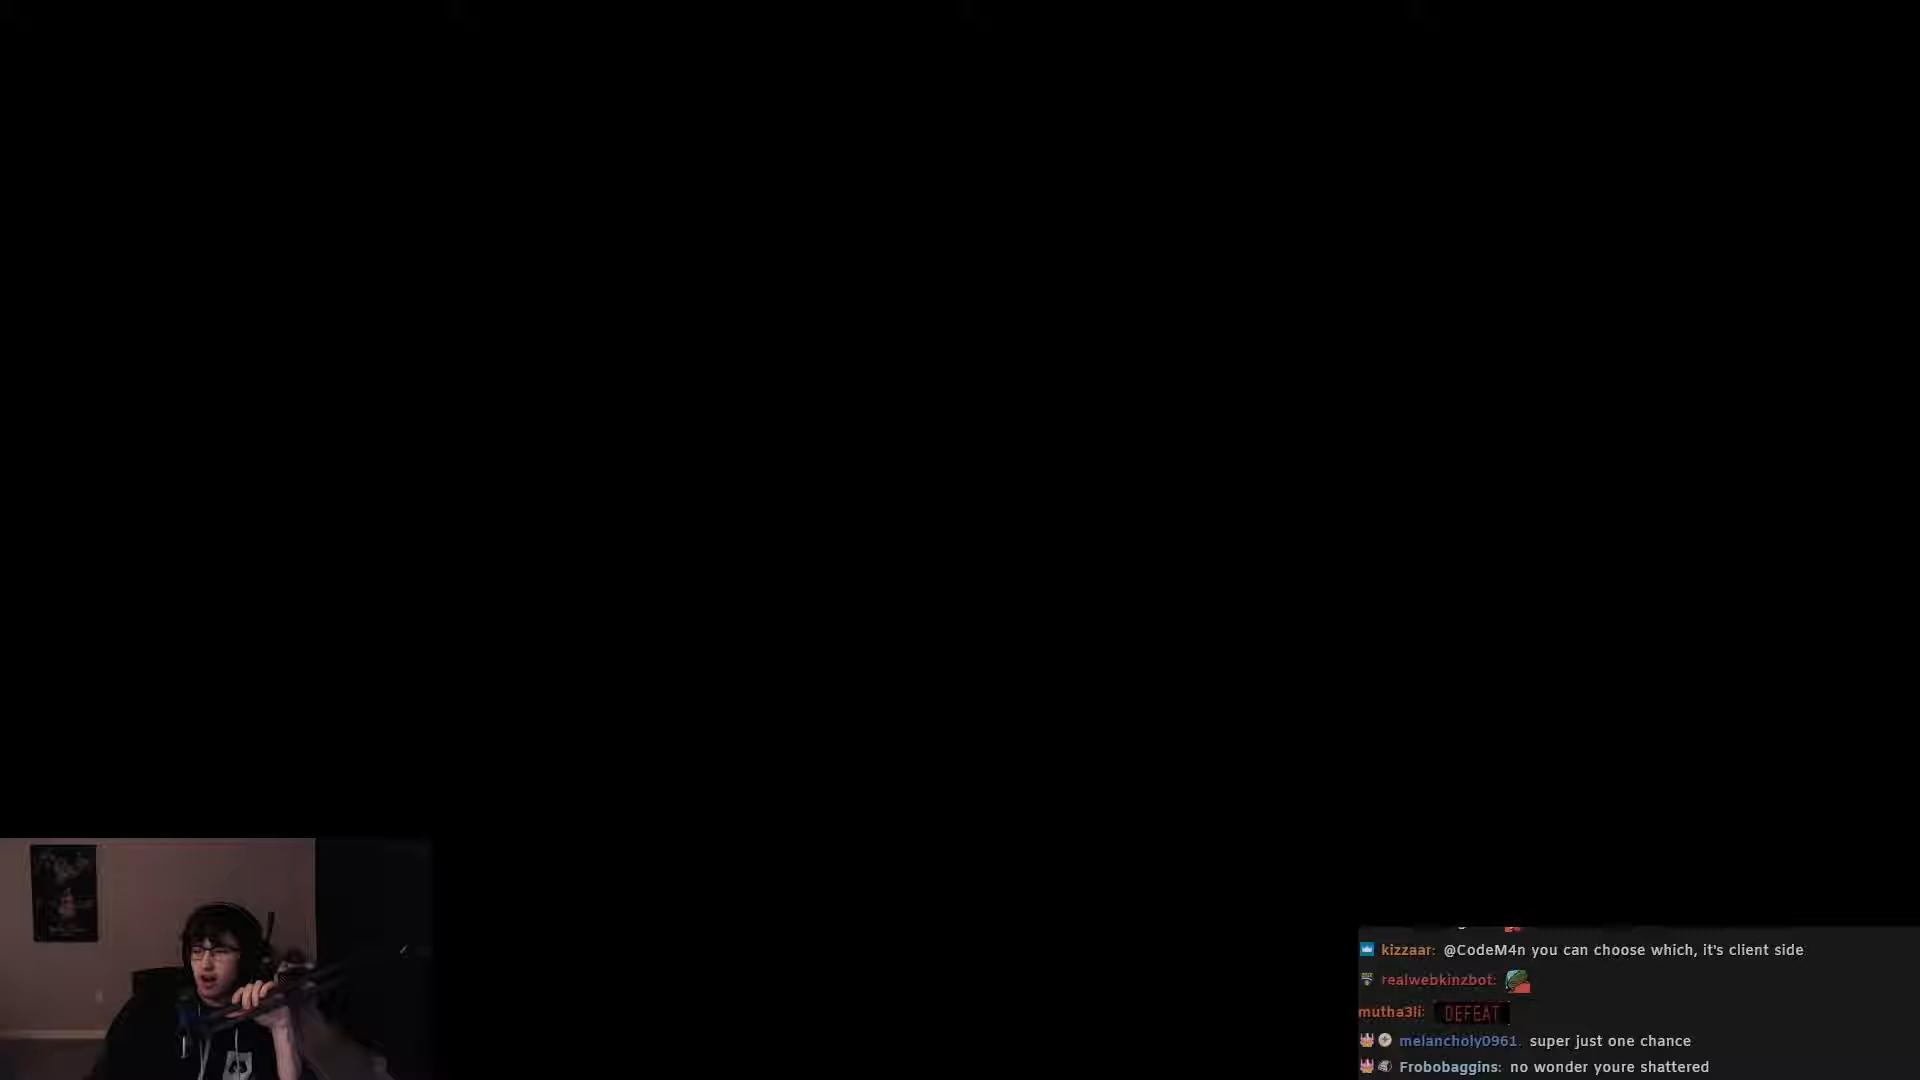 kizzaar: @CodeM4n you can choose which, it's client side
realwebkinzbot:
mutha3li: DEFEAT
melancholy0961: super just one chance
Frobobaggins: no wonder youre shattered